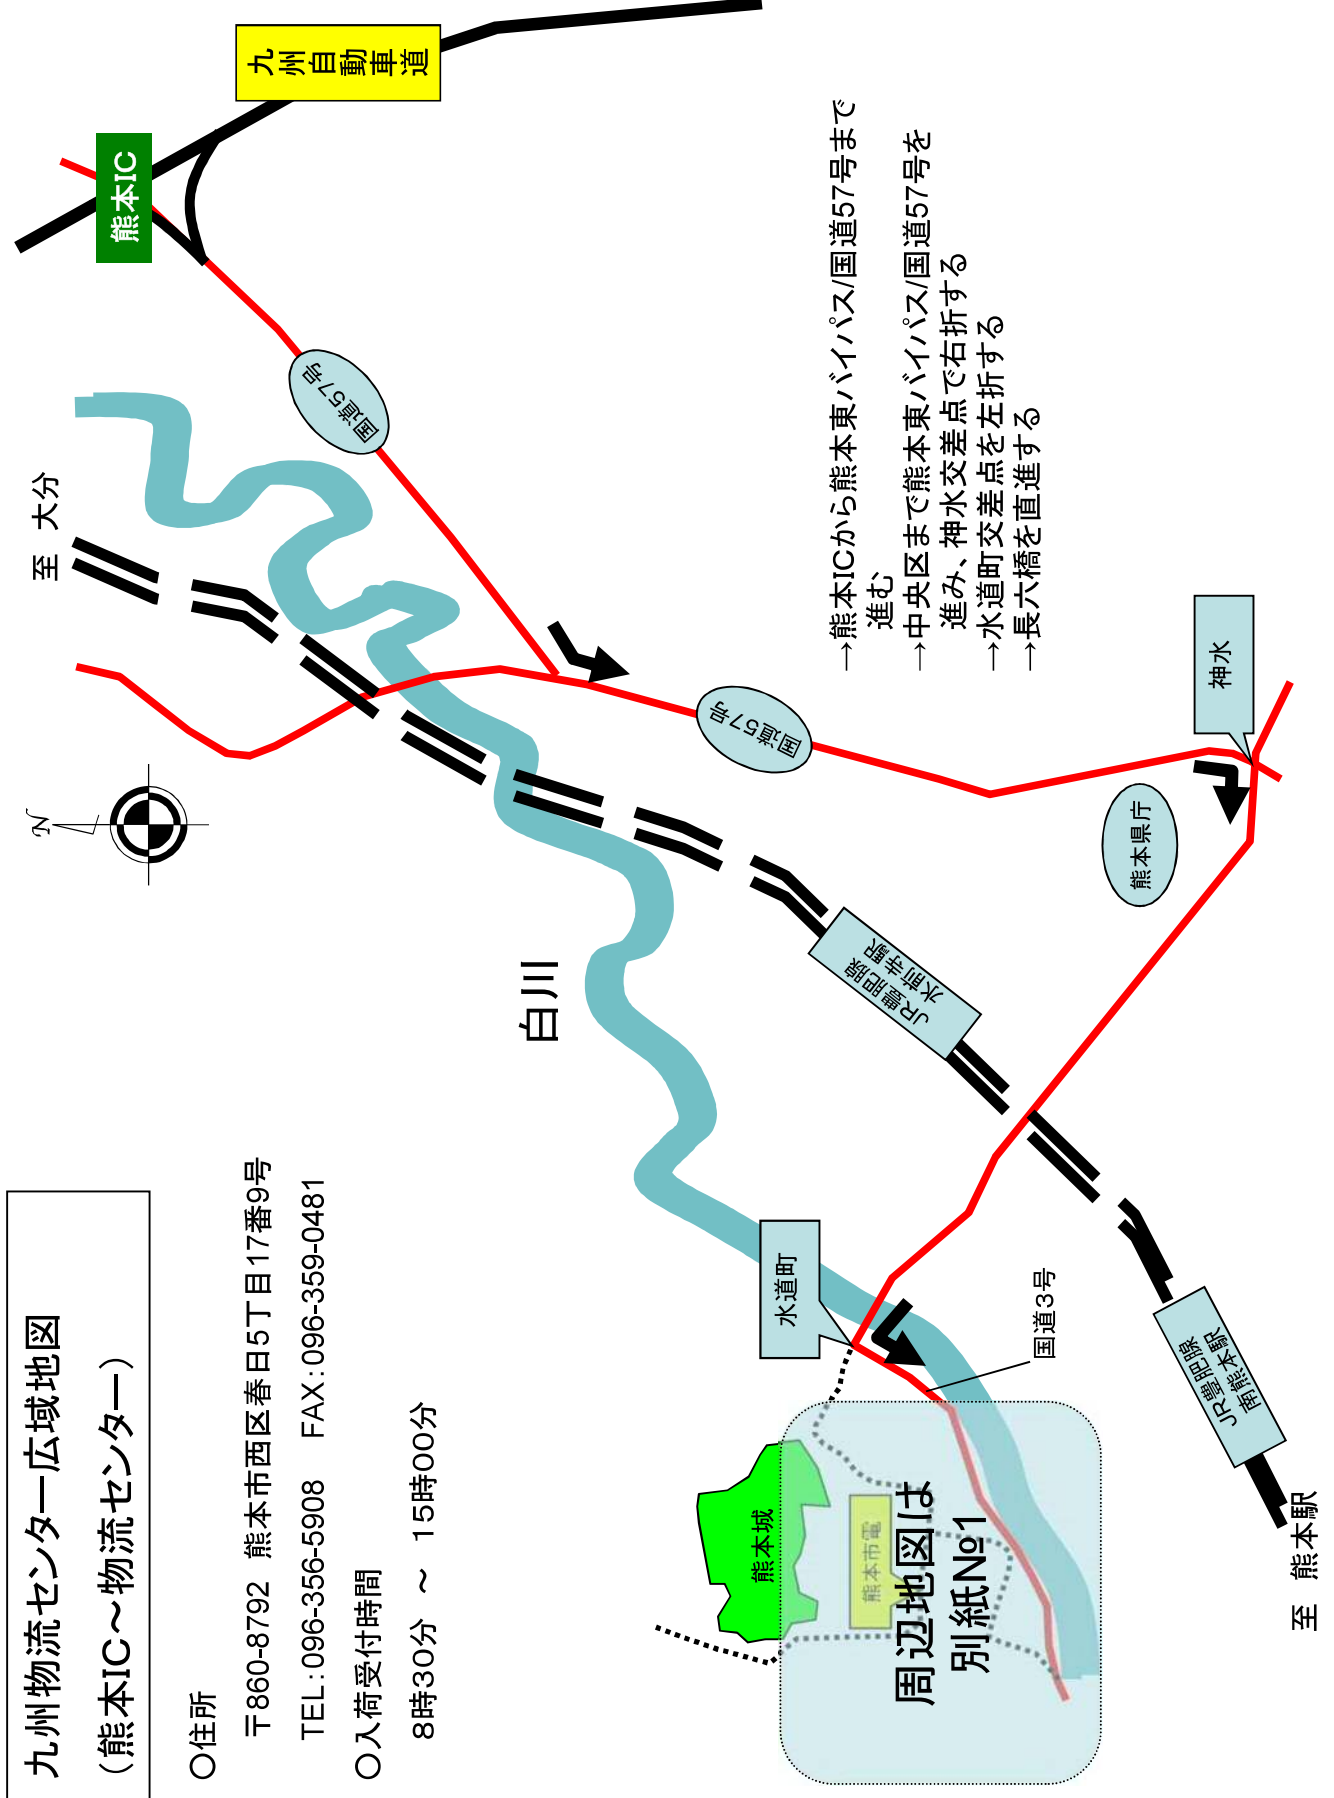 九州物流センター広域地図
（熊本IC～物流センター）
○住所
〒860-8792 熊本市西区春日5丁目17番9号
TEL：096-356-5908 FAX：096-359-0481
○入荷受付時間
8時30分 ～ 15時00分
N
至 大分
熊本IC
九州自動車道
国道57号
白川
国道57号
→熊本ICから熊本東バイパス/国道57号まで
進む
→中央区まで熊本東バイパス/国道57号を
進み、神水交差点で右折する
→水道町交差点を左折する
→長六橋を直進する
JR豊肥膜
水前寺駅
熊本県庁
神水
水道町
国道3号
熊本城
熊本市電
周辺地図は
別紙№1
JR豊肥膜
南熊本駅
至 熊本駅